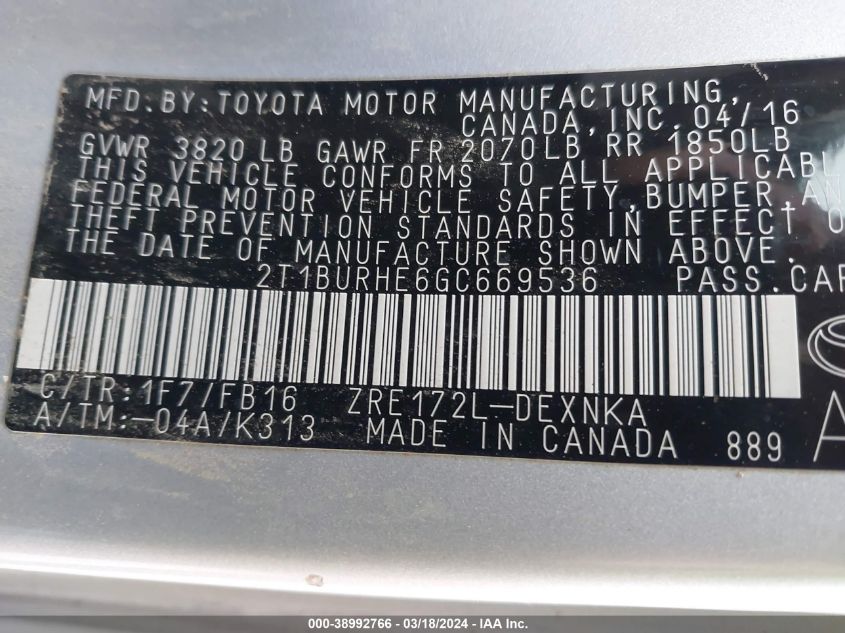 MFD.BY:TOYOTA MOTOR MANUFACTURING,
CANADA, INC. 04/16
GVWR 3820 LB GAWR FR 2070LB RR 1850LB
THIS VEHICLE CONFORMS TO ALL APPLICABL
FEDERAL MOTOR VEHICLE SAFETY, BUMPER, AN
THEFT PREVENTION STANDARDS IN EFFECT O
THE DATE OF MANUFACTURE SHOWN ABOVE.
2T1BURHE6GC669536 PASS.CAR
C/TR:1F7/FB16 ZRE172L-DEXNKA
A/TM:-04A/K313 MADE IN CANADA 889 A
000-38992766 - 03/18/2024 - IAA Inc.